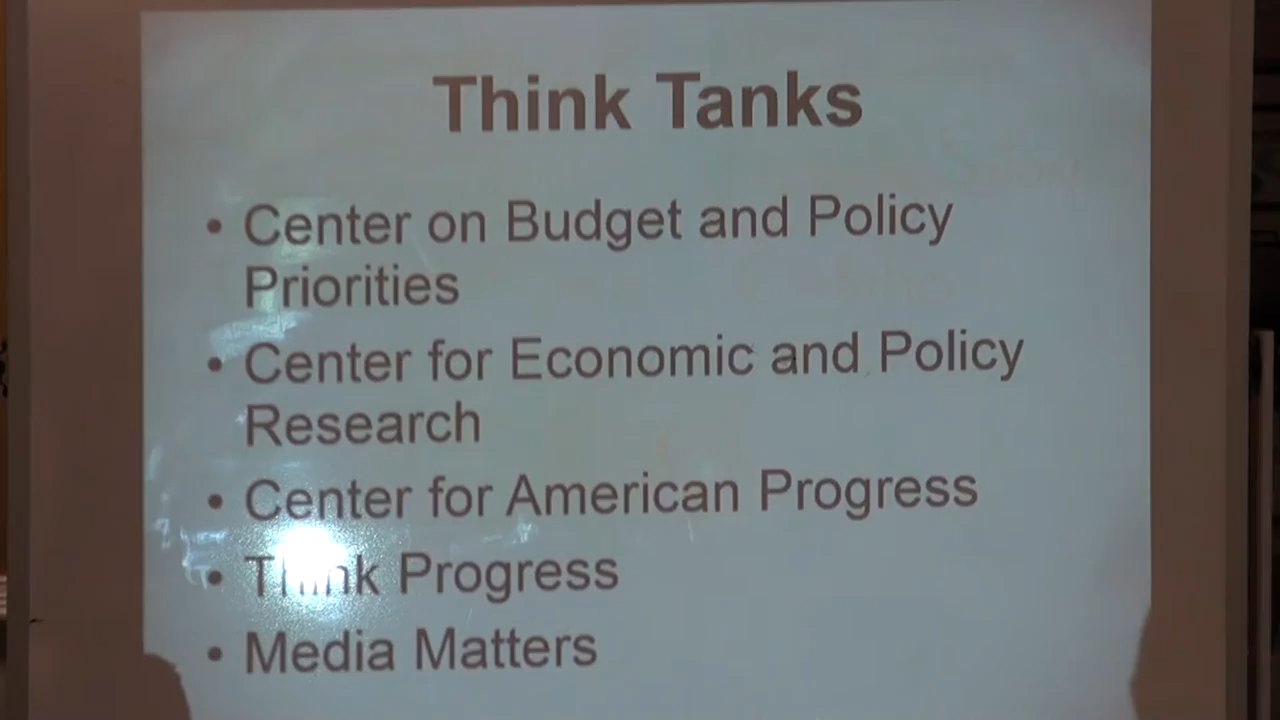 Think Tanks
• Center on Budget and Policy
Priorities
• Center for Economic and Policy
Research
• Center for American Progress
• Think Progress
• Media Matters